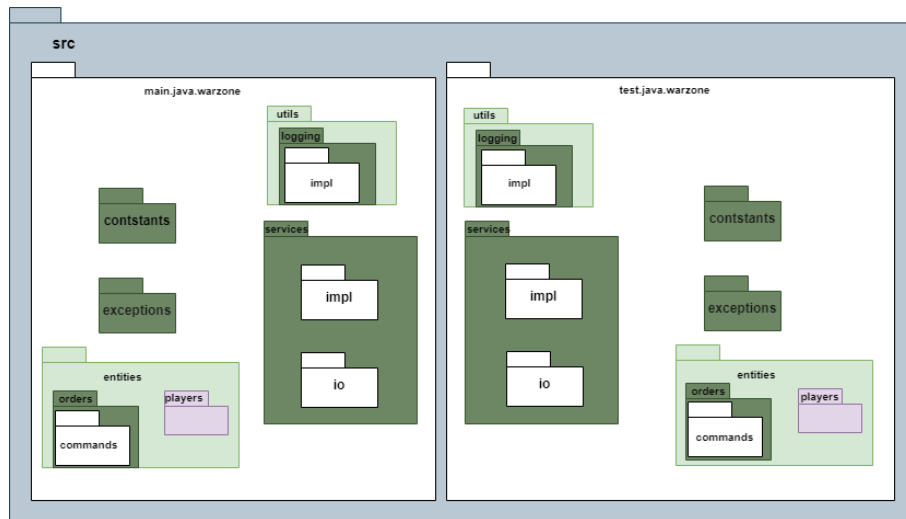 src
main.java.warzone
utils
logging
impl
contstants
services
impl
exceptions
io
entities
orders
players
commands
test.java.warzone
utils
logging
impl
contstants
services
impl
exceptions
io
entities
orders
players
commands